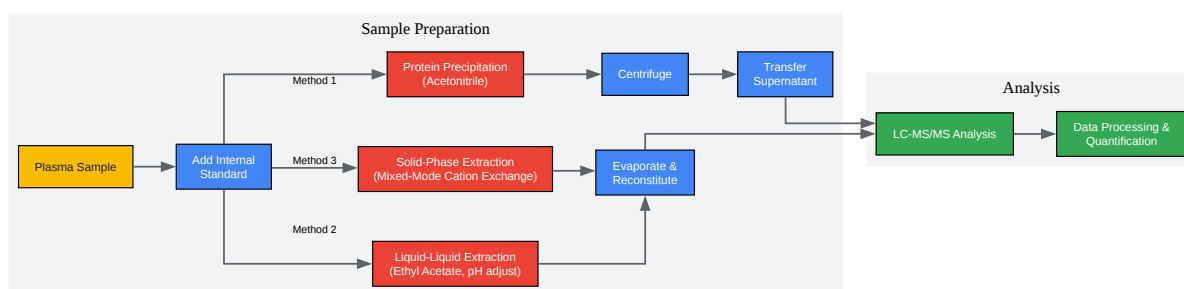 Sample Preparation
Protein Precipitation
(Acetonitrile)
Centrifuge
Transfer
Supernatant
Method 1
Analysis
LC-MS/MS Analysis
Data Processing &
Quantification
Plasma Sample
Add Internal
Standard
Method 3
Solid-Phase Extraction
(Mixed-Mode Cation Exchange)
Evaporate &
Reconstitute
Method 2
Liquid-Liquid Extraction
(Ethyl Acetate, pH adjust)